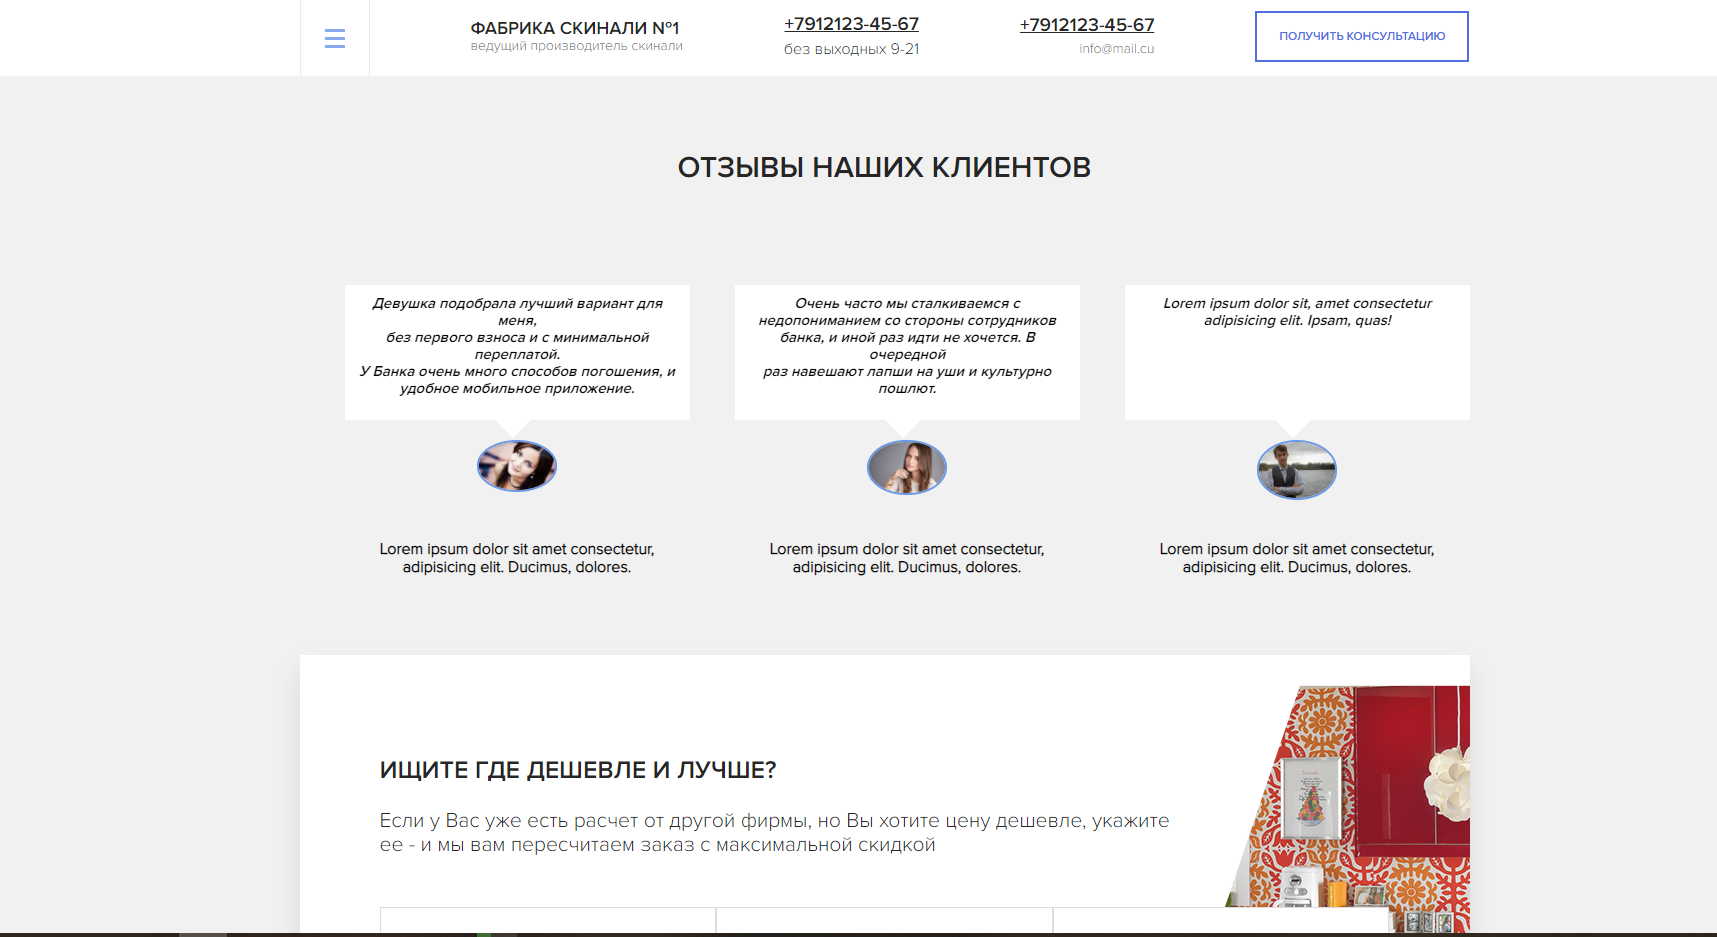 ФАБРИКА СКИНАЛИ №1
ведущий производитель скинали
+7912123-45-67
без выходных 9-21
+7912123-45-67
info@mail.cu
ПОЛУЧИТЬ КОНСУЛЬТАЦИЮ
ОТЗЫВЫ НАШИХ КЛИЕНТОВ
Девушка подобрала лучший вариант для
меня,
без первого взноса и с минимальной
переплатой.
У Банка очень много способов погошения, и
удобное мобильное приложение.
Очень часто мы сталкиваемся с
недопониманием со стороны сотрудников
банка, и иной раз идти не хочется. В
очередной
раз навешают лапши на уши и культурно
пошлют.
Lorem ipsum dolor sit, amet consectetur
adipisicing elit. Ipsam, quas!
Lorem ipsum dolor sit amet consectetur,
adipisicing elit. Ducimus, dolores.
Lorem ipsum dolor sit amet consectetur,
adipisicing elit. Ducimus, dolores.
Lorem ipsum dolor sit amet consectetur,
adipisicing elit. Ducimus, dolores.
ИЩИТЕ ГДЕ ДЕШЕВЛЕ И ЛУЧШЕ?
Если у Вас уже есть расчет от другой фирмы, но Вы хотите цену дешевле, укажите
ее - и мы вам пересчитаем заказ с максимальной скидкой